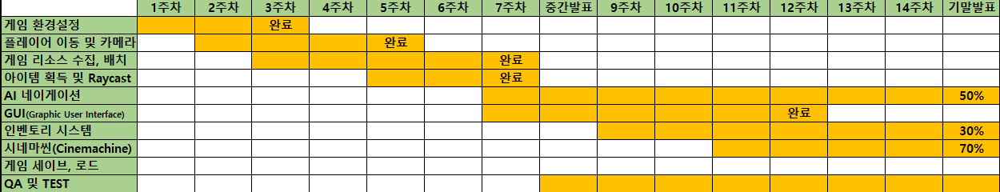 1주차 2주차 3주차 4주차 5주차 6주차 7주차 중간발표 9주차 10주차 11주차 12주차 13주차 14주차 기말발표
게임 환경설정 완료
플레이어 이동 및 카메라 완료
게임 리소스 수집, 배치 완료
아이템 획득 및 Raycast 완료
AI 네이게이션 50%
GUI(Graphic User Interface) 완료
인벤토리 시스템 30%
시네마씬(Cinemachine) 70%
게임 세이브, 로드
QA 및 TEST